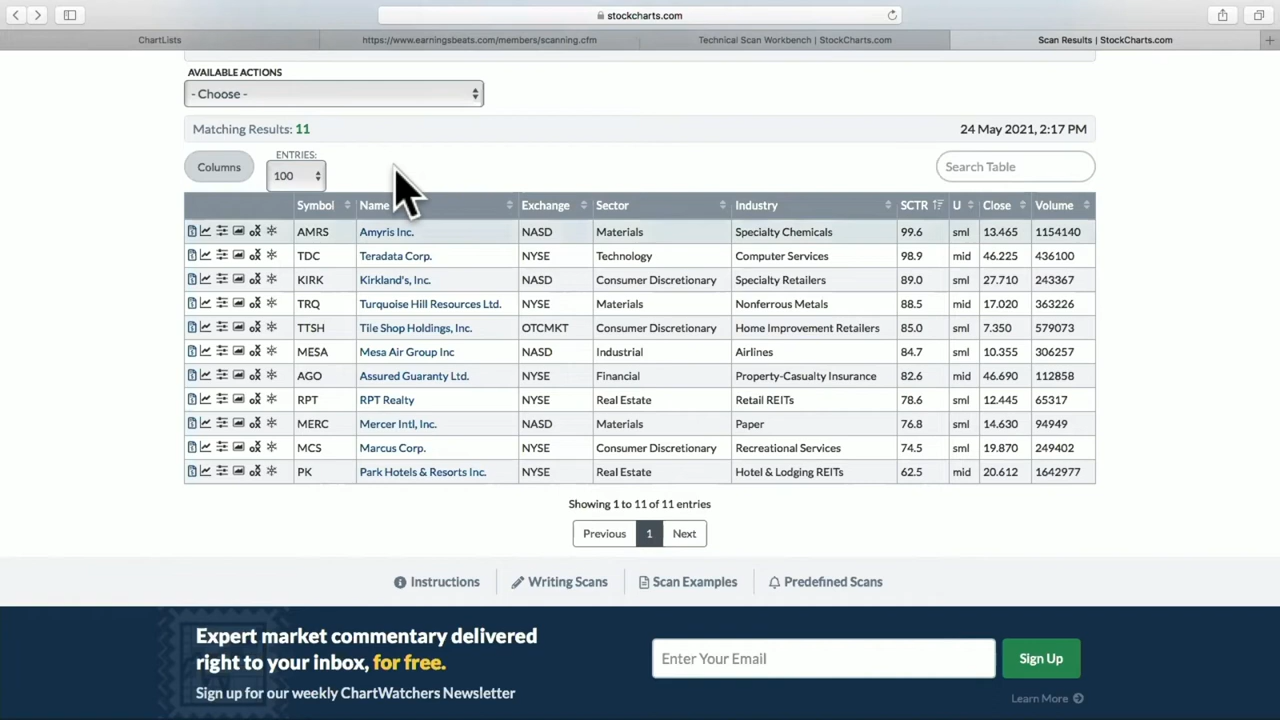 stockcharts.com
ChartLists https://www.earningsbeats.com/members/scanning.cfm Technical Scan Workbench | StockCharts.com Scan Results | StockCharts.com
AVAILABLE ACTIONS
- Choose -
Matching Results: 11 24 May 2021, 2:17 PM
Columns ENTRIES: 100 Search Table
Symbol Name Exchange Sector Industry SCTR U Close Volume
AMRS Amyris Inc. NASD Materials Specialty Chemicals 99.6 sml 13.465 1154140
TDC Teradata Corp. NYSE Technology Computer Services 98.9 mid 46.225 436100
KIRK Kirkland's, Inc. NASD Consumer Discretionary Specialty Retailers 89.0 sml 27.710 243367
TRQ Turquoise Hill Resources Ltd. NYSE Materials Nonferrous Metals 88.5 mid 17.020 363226
TTSH Tile Shop Holdings, Inc. OTCMKT Consumer Discretionary Home Improvement Retailers 85.0 sml 7.350 579073
MESA Mesa Air Group Inc NASD Industrial Airlines 84.7 sml 10.355 306257
AGO Assured Guaranty Ltd. NYSE Financial Property-Casualty Insurance 82.6 mid 46.690 112858
RPT RPT Realty NYSE Real Estate Retail REITs 78.6 sml 12.445 65317
MERC Mercer Intl, Inc. NASD Materials Paper 76.8 sml 14.630 94949
MCS Marcus Corp. NYSE Consumer Discretionary Recreational Services 74.5 sml 19.870 249402
PK Park Hotels & Resorts Inc. NYSE Real Estate Hotel & Lodging REITs 62.5 mid 20.612 1642977
Showing 1 to 11 of 11 entries
Previous 1 Next
Instructions Writing Scans Scan Examples Predefined Scans
Expert market commentary delivered
right to your inbox, for free.
Enter Your Email Sign Up
Sign up for our weekly ChartWatchers Newsletter
Learn More